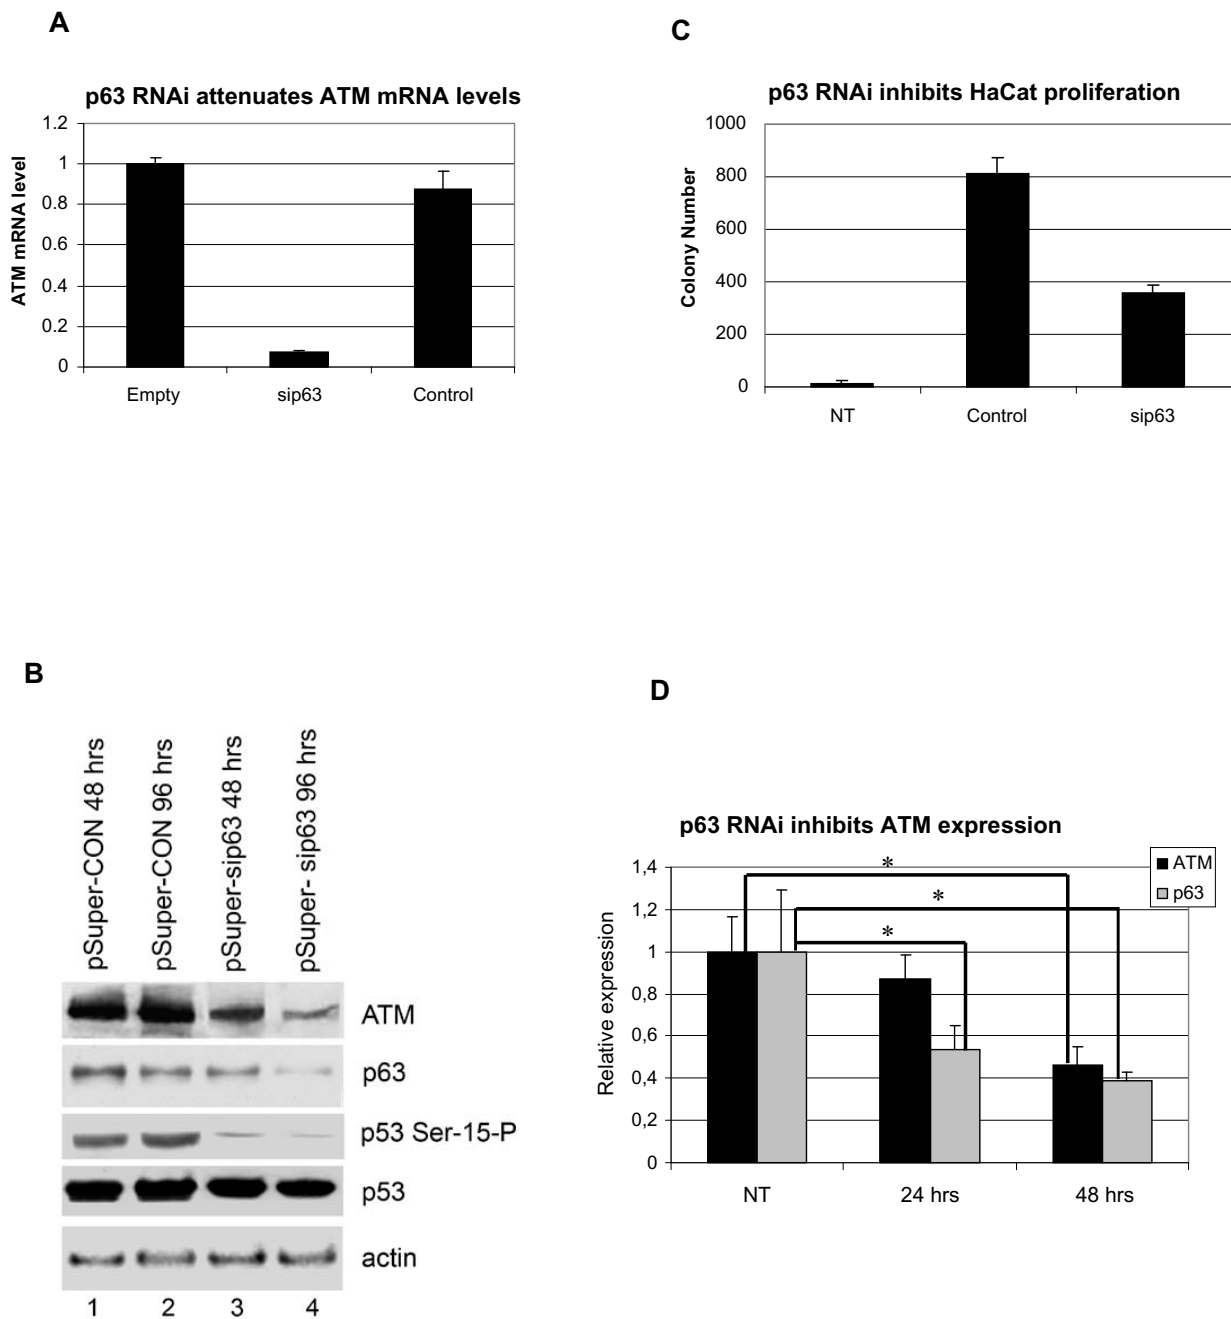 A
p63 RNAi attenuates ATM mRNA levels
ATM mRNA level
1.2
1
0.8
0.6
0.4
0.2
0
Empty sip63 Control
C
p63 RNAi inhibits HaCat proliferation
Colony Number
1000
800
600
400
200
0
NT Control sip63
B
pSuper-CON 48 hrs
pSuper-CON 96 hrs
pSuper-sip63 48 hrs
pSuper- sip63 96 hrs
ATM
p63
p53 Ser-15-P
p53
actin
1 2 3 4
D
p63 RNAi inhibits ATM expression
Relative expression
1,4
1,2
1
0,8
0,6
0,4
0,2
0
*
*
*
ATM
p63
NT 24 hrs 48 hrs